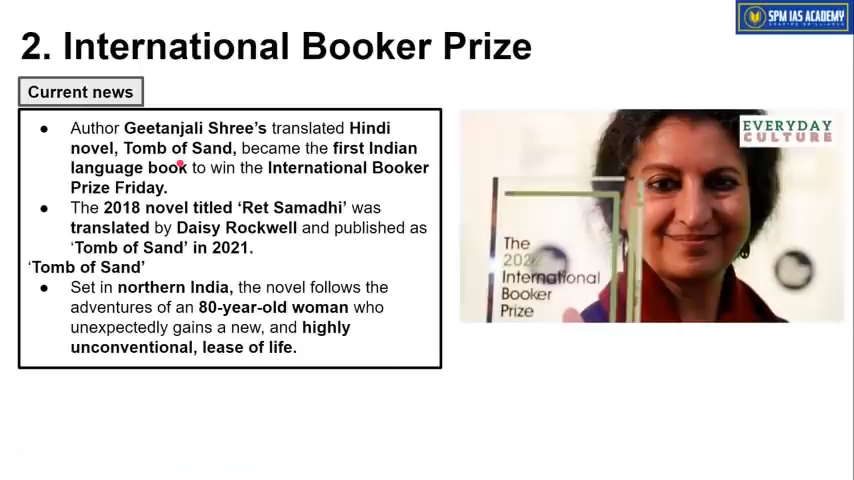 2. International Booker Prize
SPM IAS ACADEMY
SHAPING BRILLIANCE
Current news
● Author Geetanjali Shree's translated Hindi
novel, Tomb of Sand, became the first Indian
language book to win the International Booker
Prize Friday.
● The 2018 novel titled ‘Ret Samadhi’ was
translated by Daisy Rockwell and published as
‘Tomb of Sand’ in 2021.
‘Tomb of Sand’
● Set in northern India, the novel follows the
adventures of an 80-year-old woman who
unexpectedly gains a new, and highly
unconventional, lease of life.
EVERYDAY
CULTURE
The
2022
International
Booker
Prize